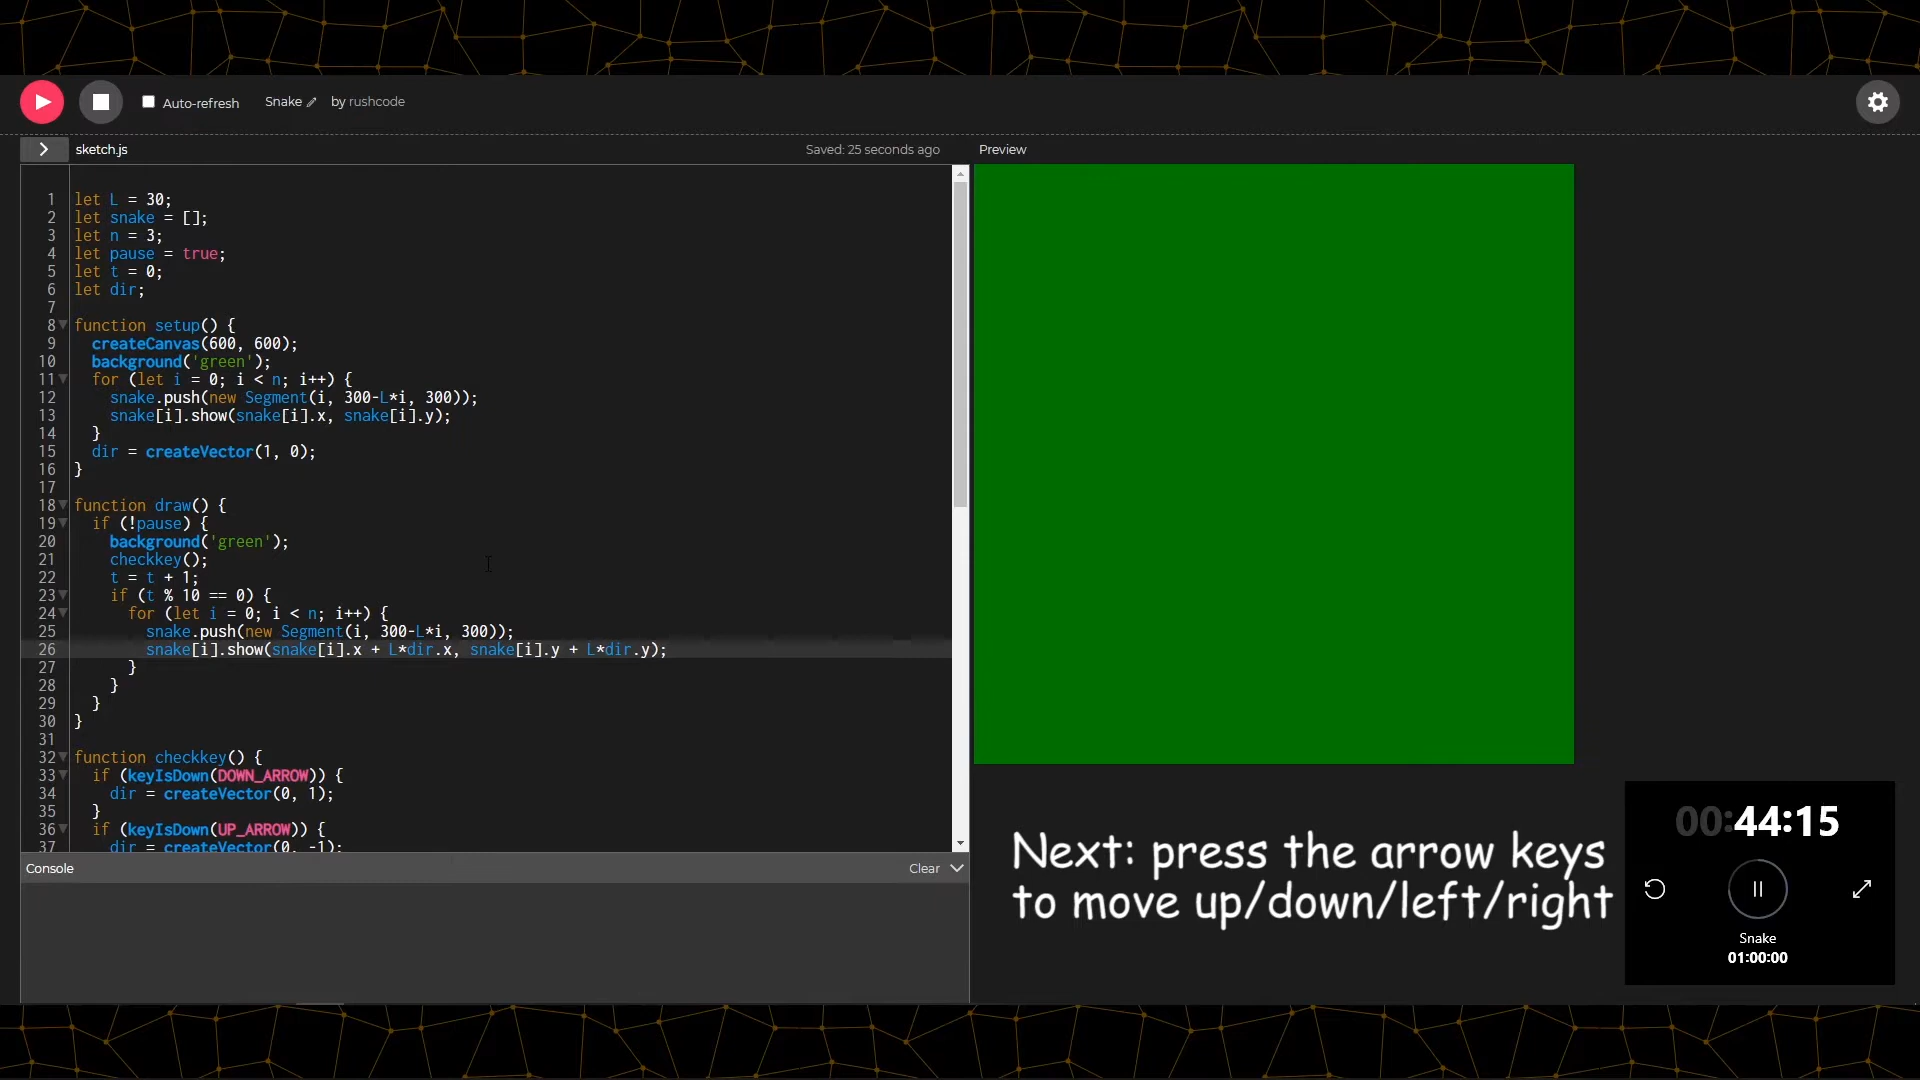 Auto-refresh Snake by rushcode
sketch.js Saved: 25 seconds ago Preview
1 let L = 30;
2 let snake = [];
3 let n = 3;
4 let pause = true;
5 let t = 0;
6 let dir;
7
8 function setup() {
9 createCanvas(600, 600);
10 background('green');
11 for (let i = 0; i < n; i++) {
12 snake.push(new Segment(i, 300-L*i, 300));
13 snake[i].show(snake[i].x, snake[i].y);
14 }
15 dir = createVector(1, 0);
16 }
17
18 function draw() {
19 if (!pause) {
20 background('green');
21 checkkey();
22 t = t + 1;
23 if (t % 10 == 0) {
24 for (let i = 0; i < n; i++) {
25 snake.push(new Segment(i, 300-L*i, 300));
26 snake[i].show(snake[i].x + L*dir.x, snake[i].y + L*dir.y);
27 }
28 }
29 }
30 }
31
32 function checkkey() {
33 if (keyIsDown(DOWN_ARROW)) {
34 dir = createVector(0, 1);
35 }
36 if (keyIsDown(UP_ARROW)) {
37 dir = createVector(0, -1);
Console Clear
Next: press the arrow keys
to move up/down/left/right
00:44:15
Snake
01:00:00